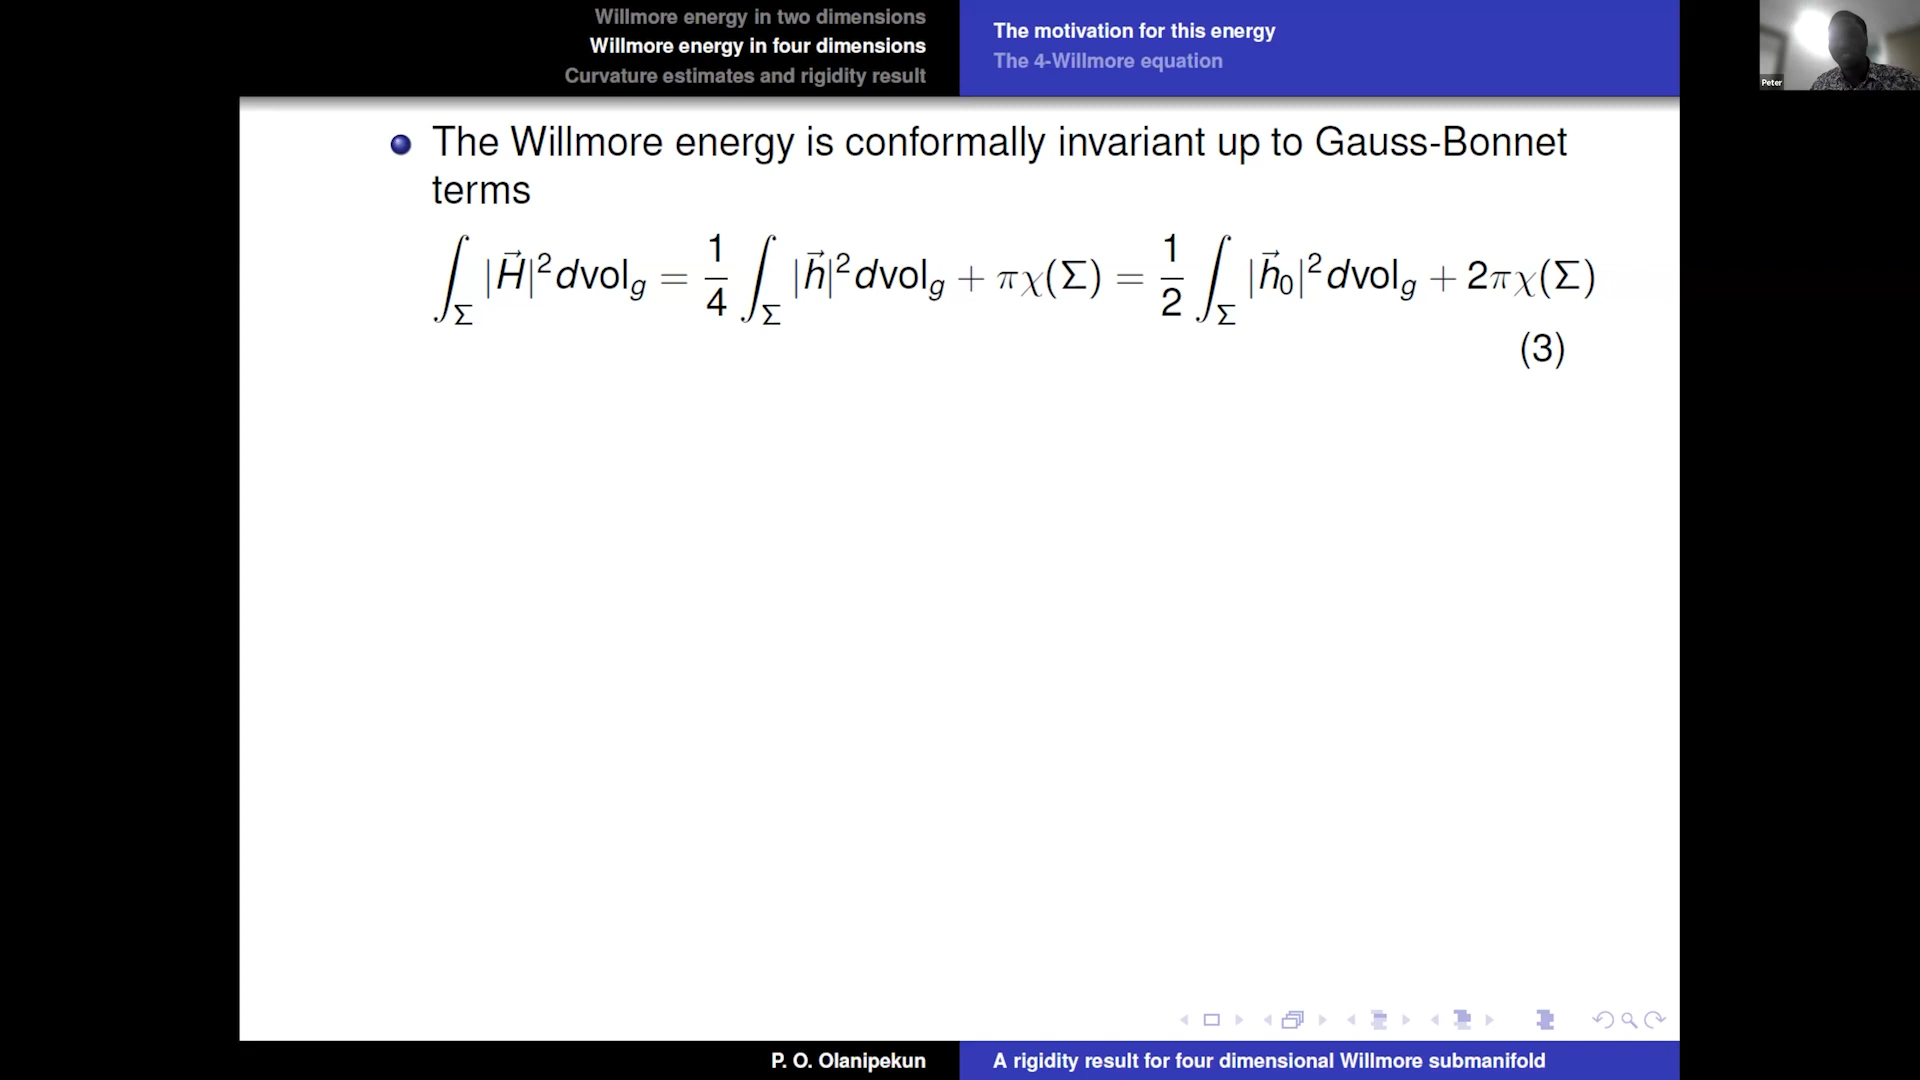 Willmore energy in two dimensions
Willmore energy in four dimensions
Curvature estimates and rigidity result
The motivation for this energy
The 4-Willmore equation
Peter
The Willmore energy is conformally invariant up to Gauss-Bonnet
terms
∫_Σ |H⃗|² dvol_g = 1/4 ∫_Σ |h⃗|² dvol_g + πχ(Σ) = 1/2 ∫_Σ |h⃗₀|² dvol_g + 2πχ(Σ)
(3)
P. O. Olanipekun
A rigidity result for four dimensional Willmore submanifold